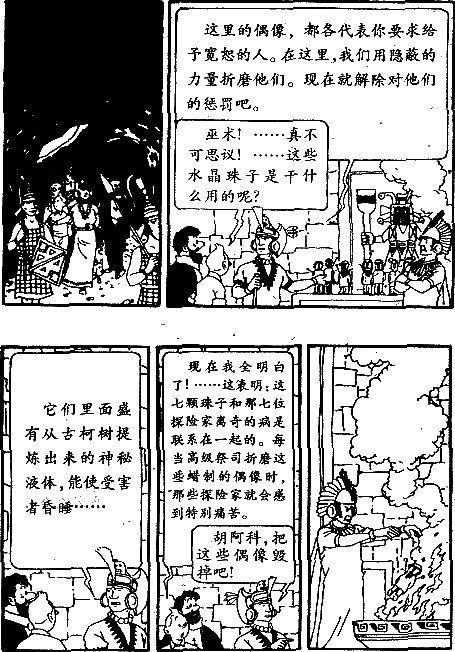 这里的偶像，都各代表你要求给
予宽恕的人。在这里，我们用隐蔽的
力量折磨他们。现在就解除对他们
的惩罚吧。
巫术！……真不
可思议！……这些
水晶珠子是干什
么用的呢？
它们里面盛
有从古柯树提
炼出来的神秘
液体，能使受害
者昏睡……
现在我全明白
了！……这表明：这
七颗珠子和那七位
探险家离奇的病是
联系在一起的。每
当高级祭司折磨这
些蜡制的偶像时，
那些探险家就会感
到特别痛苦。
胡阿科，把
这些偶像毁
掉吧！